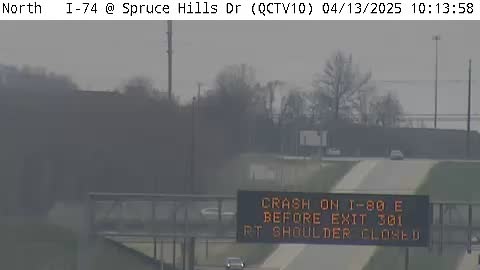 North I-74 @ Spruce Hills Dr (QCTV10) 04/13/2025 10:13:58
CRASH ON I-80 E
BEFORE EXIT 301
RT SHOULDER CLOSED